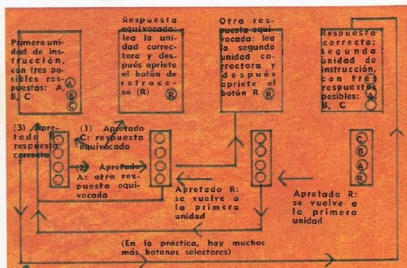 Primera unidad de instrucción, con tres posibles respuestas: A, B, C
A
B
C
Respuesta equivocada: lea la unidad correctora y después apriete el botón de retroceso (R)
R
Otra respuesta equivocada: lea la segunda unidad correctora y después apriete el botón R
R
Respuesta correcta; segunda unidad de instrucción, con tres respuestas posibles: A, B, C
(3) Apretado B: respuesta correcta
(1) Apretado C: respuesta equivocada
(2) Apretado A: otra respuesta equivocada
Apretado R: se vuelve a la primera unidad
Apretado R: se vuelve a la primera unidad
C
B
A
R
(En la práctica, hay muchos más botones selectores)